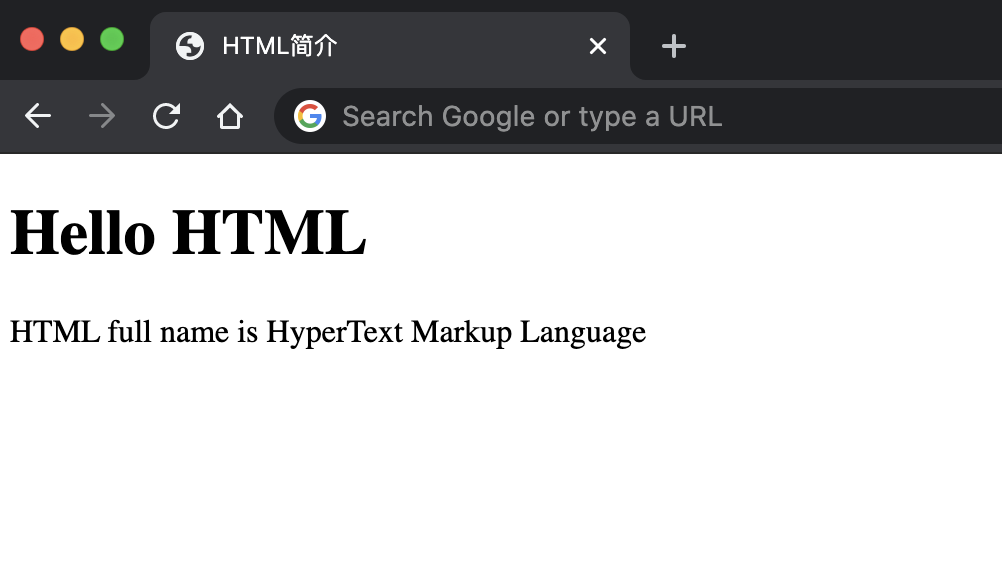 HTML简介
Search Google or type a URL
Hello HTML
HTML full name is HyperText Markup Language